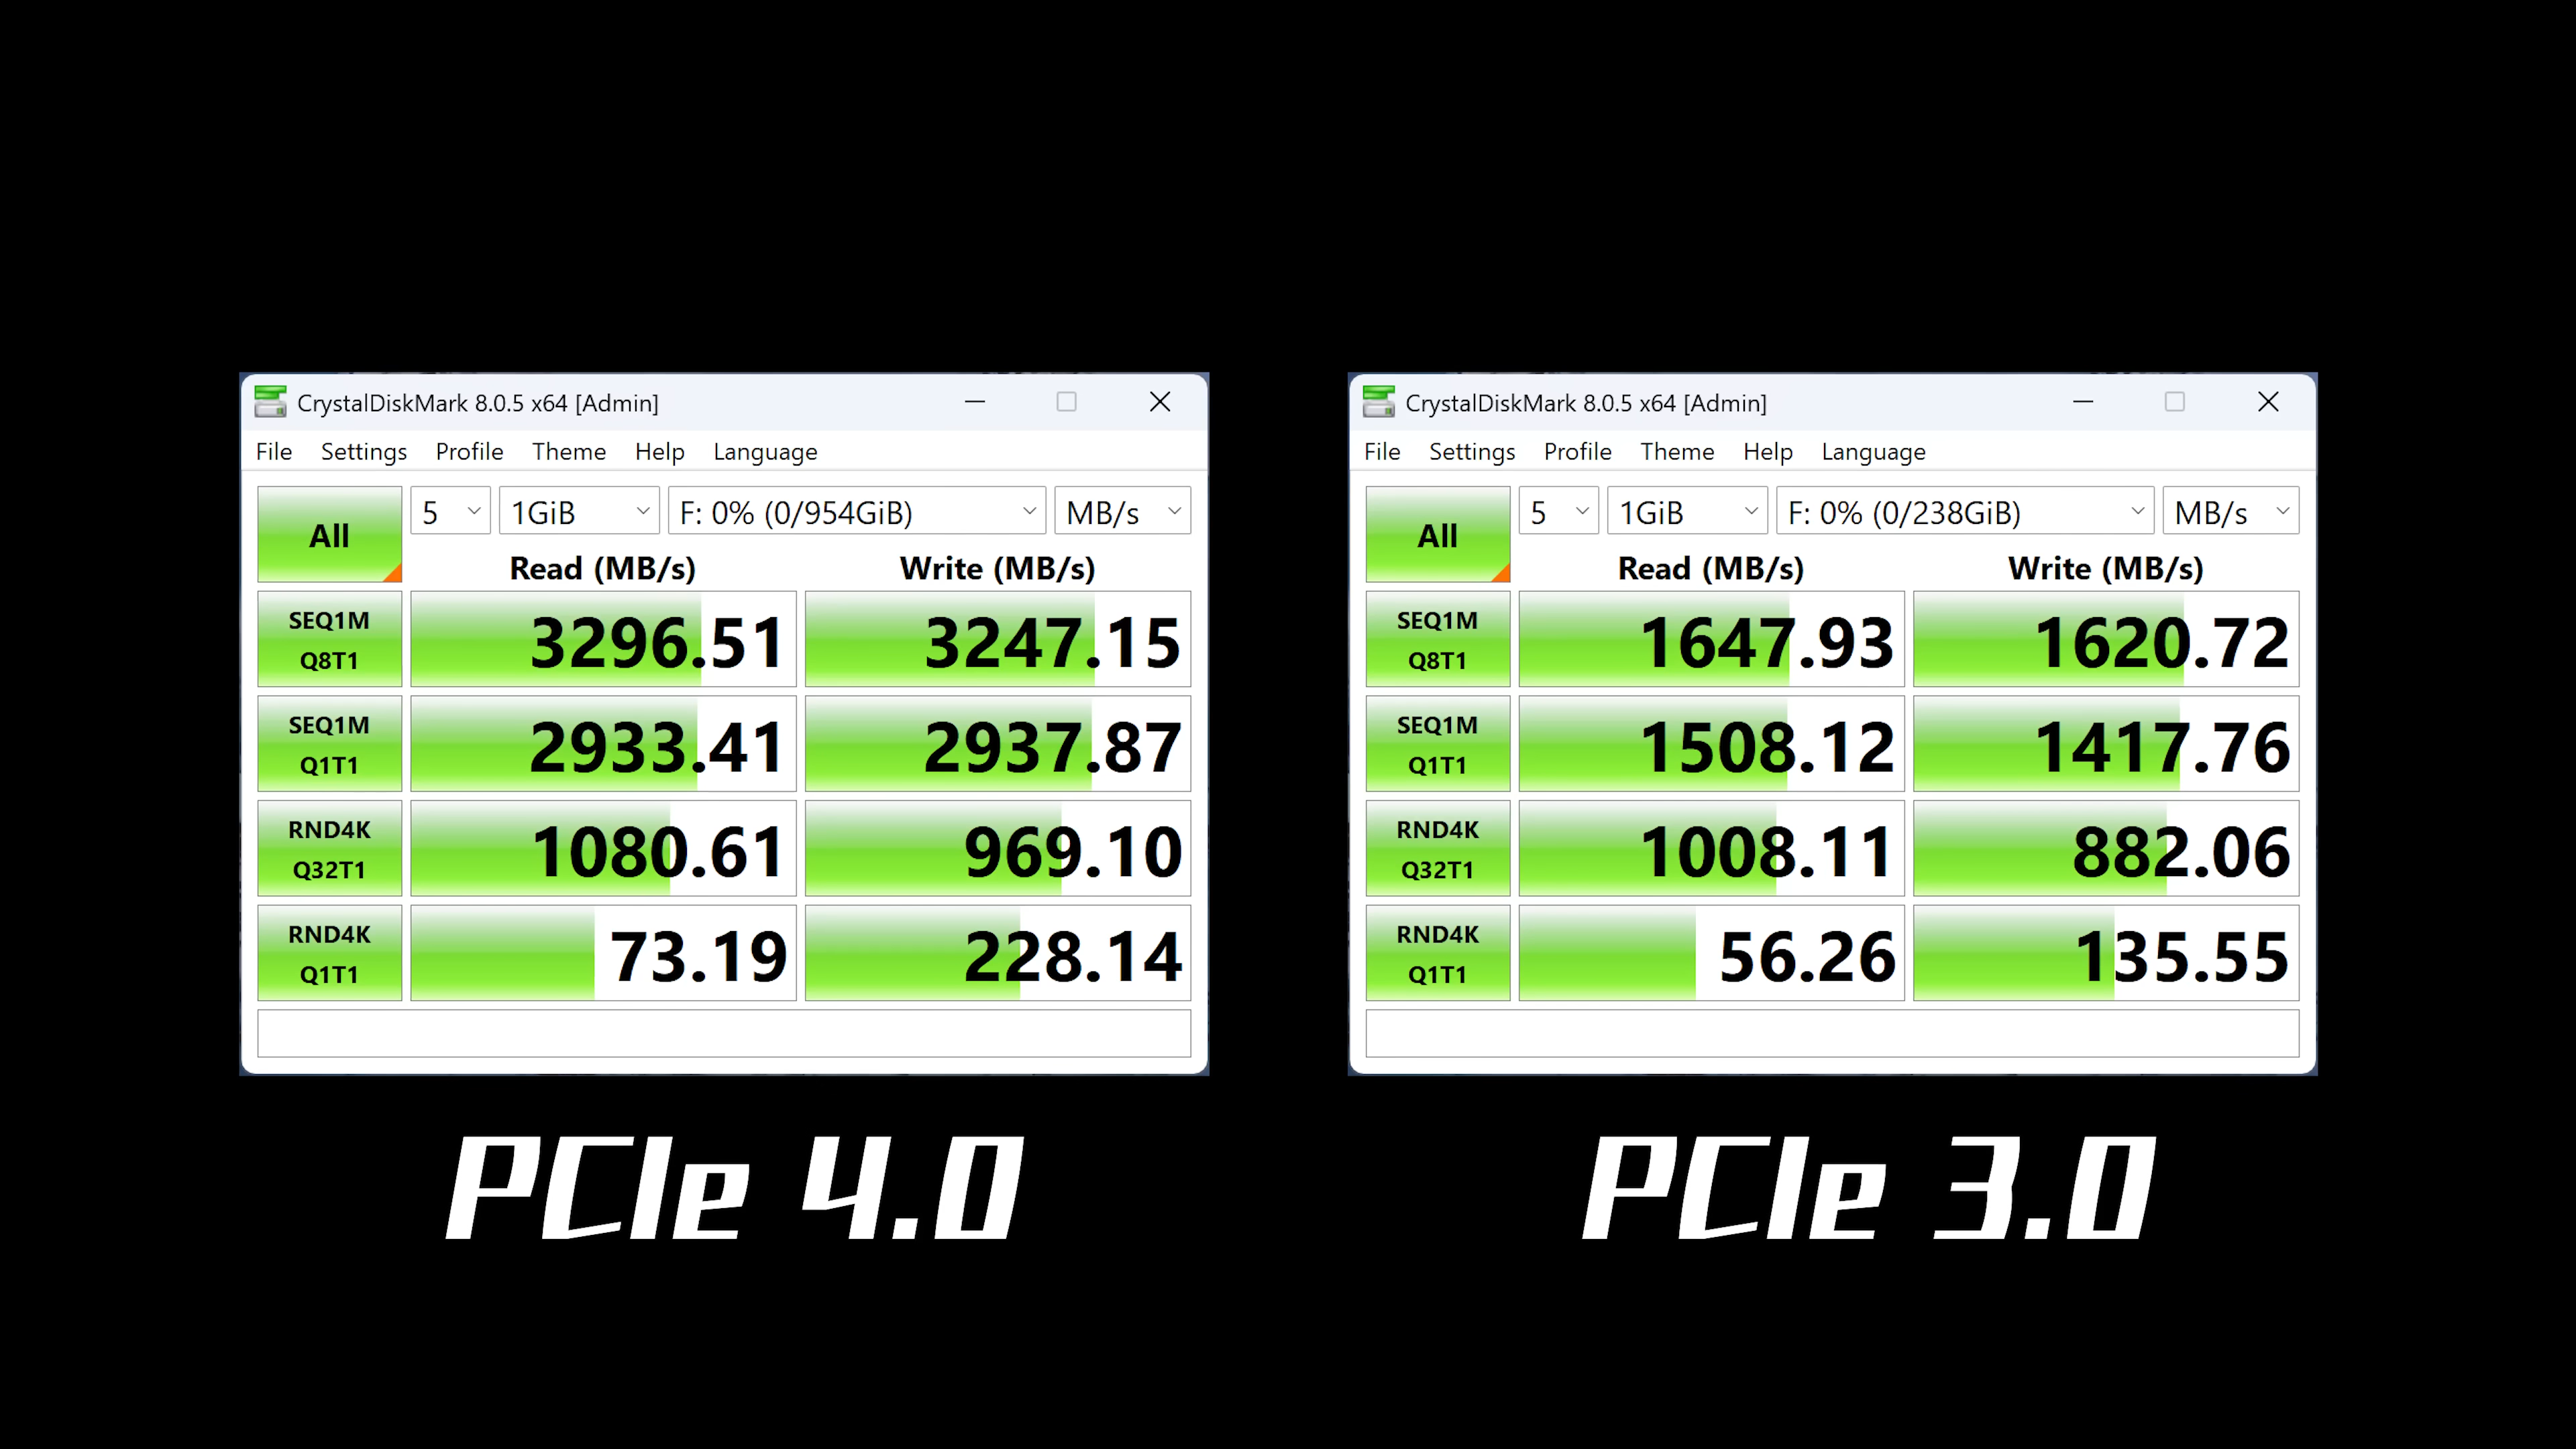 CrystalDiskMark 8.0.5 x64 [Admin]
File Settings Profile Theme Help Language
All 5 1GiB F: 0% (0/954GiB) MB/s
Read (MB/s) Write (MB/s)
SEQ1M Q8T1 3296.51 3247.15
SEQ1M Q1T1 2933.41 2937.87
RND4K Q32T1 1080.61 969.10
RND4K Q1T1 73.19 228.14
PCIe 4.0
CrystalDiskMark 8.0.5 x64 [Admin]
File Settings Profile Theme Help Language
All 5 1GiB F: 0% (0/238GiB) MB/s
Read (MB/s) Write (MB/s)
SEQ1M Q8T1 1647.93 1620.72
SEQ1M Q1T1 1508.12 1417.76
RND4K Q32T1 1008.11 882.06
RND4K Q1T1 56.26 135.55
PCIe 3.0